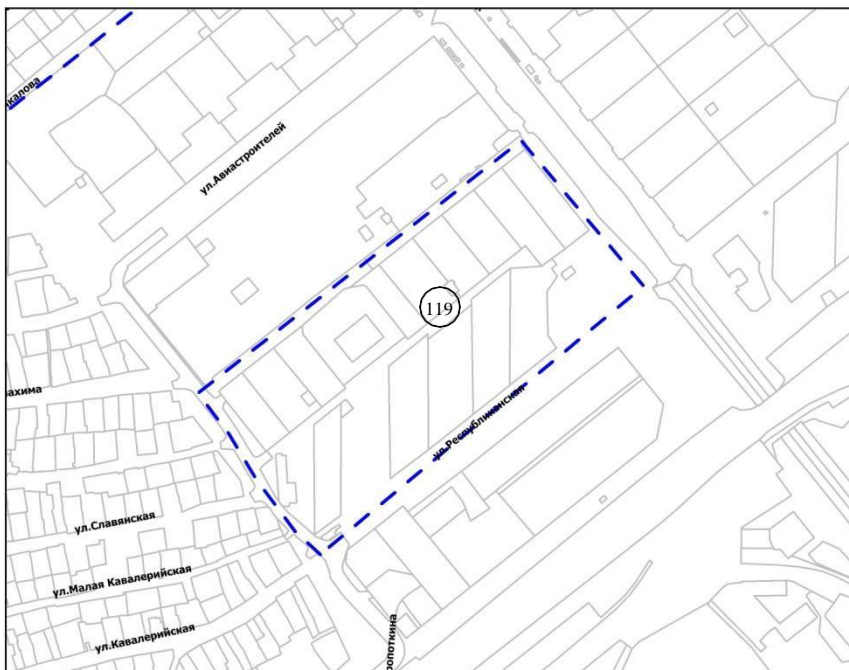 ул.Авиастроителей
119
ул.Республиканская
ул.Славянская
ул.Малая Кавалерийская
ул.Кавалерийская